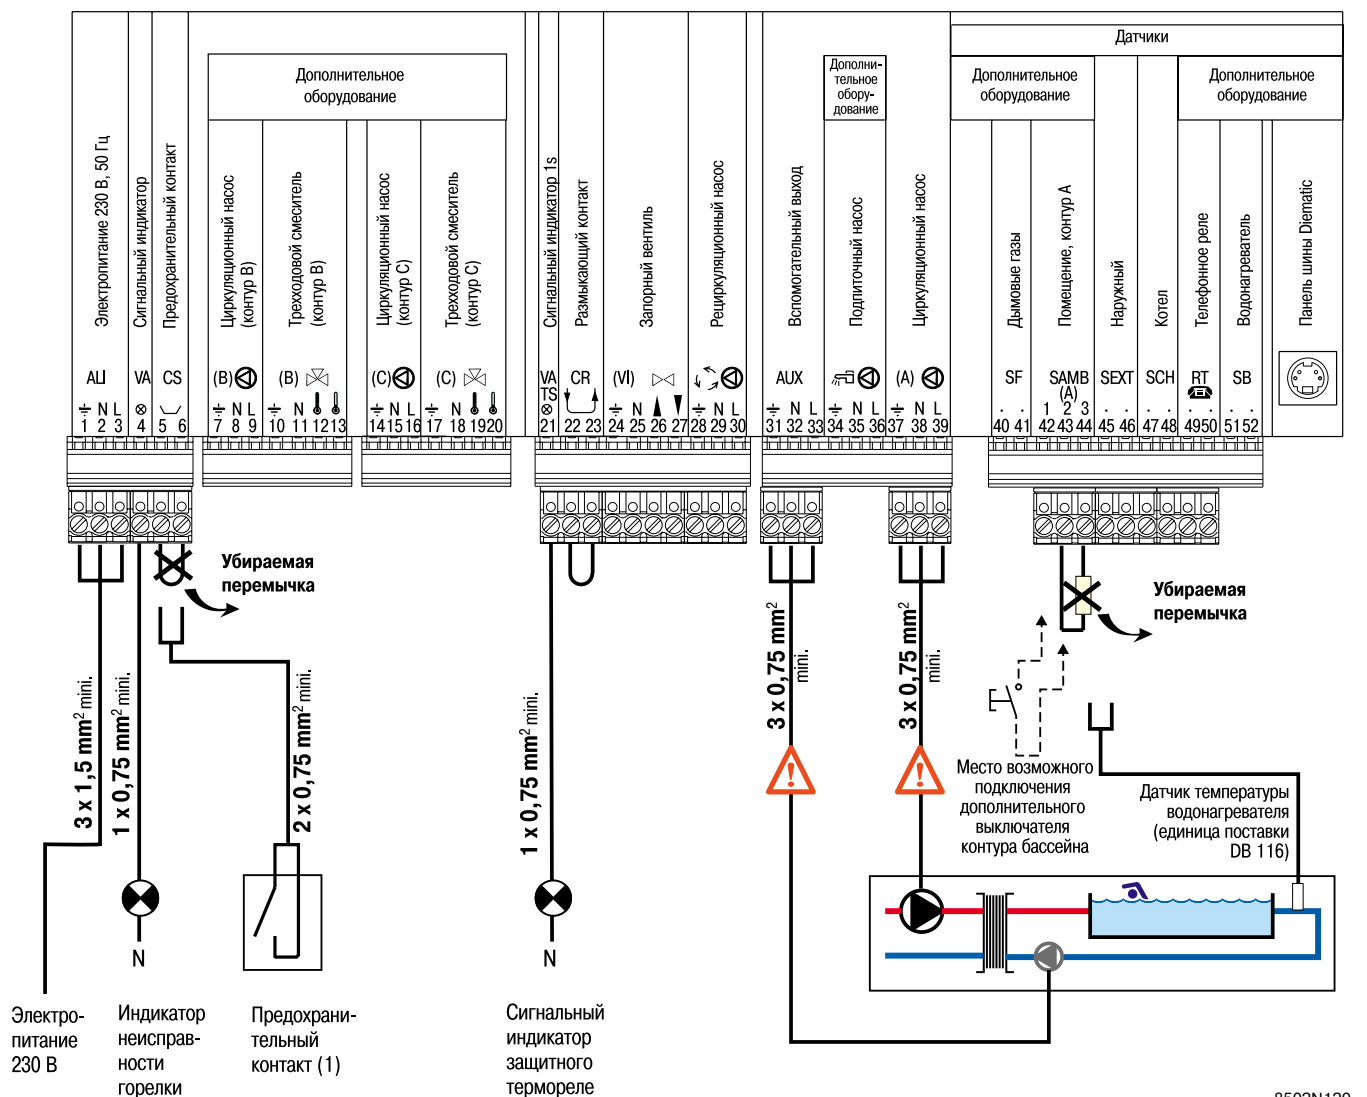 Датчики
Дополнительное
оборудование
Дополни-
тельное
обору-
дование
Дополнительное
оборудование
Дополнительное
оборудование
Электропитание 230 В, 50 Гц
Сигнальный индикатор
Предохранительный контакт
Циркуляционный насос
(контур B)
Трехходовой смеситель
(контур B)
Циркуляционный насос
(контур C)
Трехходовой смеситель
(контур C)
Сигнальный индикатор 1s
Размыкающий контакт
Запорный вентиль
Рециркуляционный насос
Вспомогательный выход
Подпиточный насос
Циркуляционный насос
Дымовые газы
Помещение, контур A
Наружный
Котел
Телефонное реле
Водонагреватель
Панель шины Diematic
ALI VA CS (B) (B) (C) (C) VA TS CR (VI) AUX (A) SF SAMB (A) SEXT SCH RT SB
N L N L N N L N N N L N L N L N L 1 2 3
1 2 3 4 5 6 7 8 9 10 11 12 13 14 15 16 17 18 19 20 21 22 23 24 25 26 27 28 29 30 31 32 33 34 35 36 37 38 39 40 41 42 43 44 45 46 47 48 49 50 51 52
Убираемая
перемычка
Убираемая
перемычка
3 x 1,5 mm² mini.
1 x 0,75 mm² mini.
2 x 0,75 mm² mini.
1 x 0,75 mm² mini.
3 x 0,75 mm²
mini.
3 x 0,75 mm²
mini.
Место возможного
подключения
дополнительного
выключателя
контура бассейна
Датчик температуры
водонагревателя
(единица поставки
DB 116)
N
N
Электро-
питание
230 В
Индикатор
неисправ-
ности
горелки
Предохрани-
тельный
контакт (1)
Сигнальный
индикатор
защитного
термореле